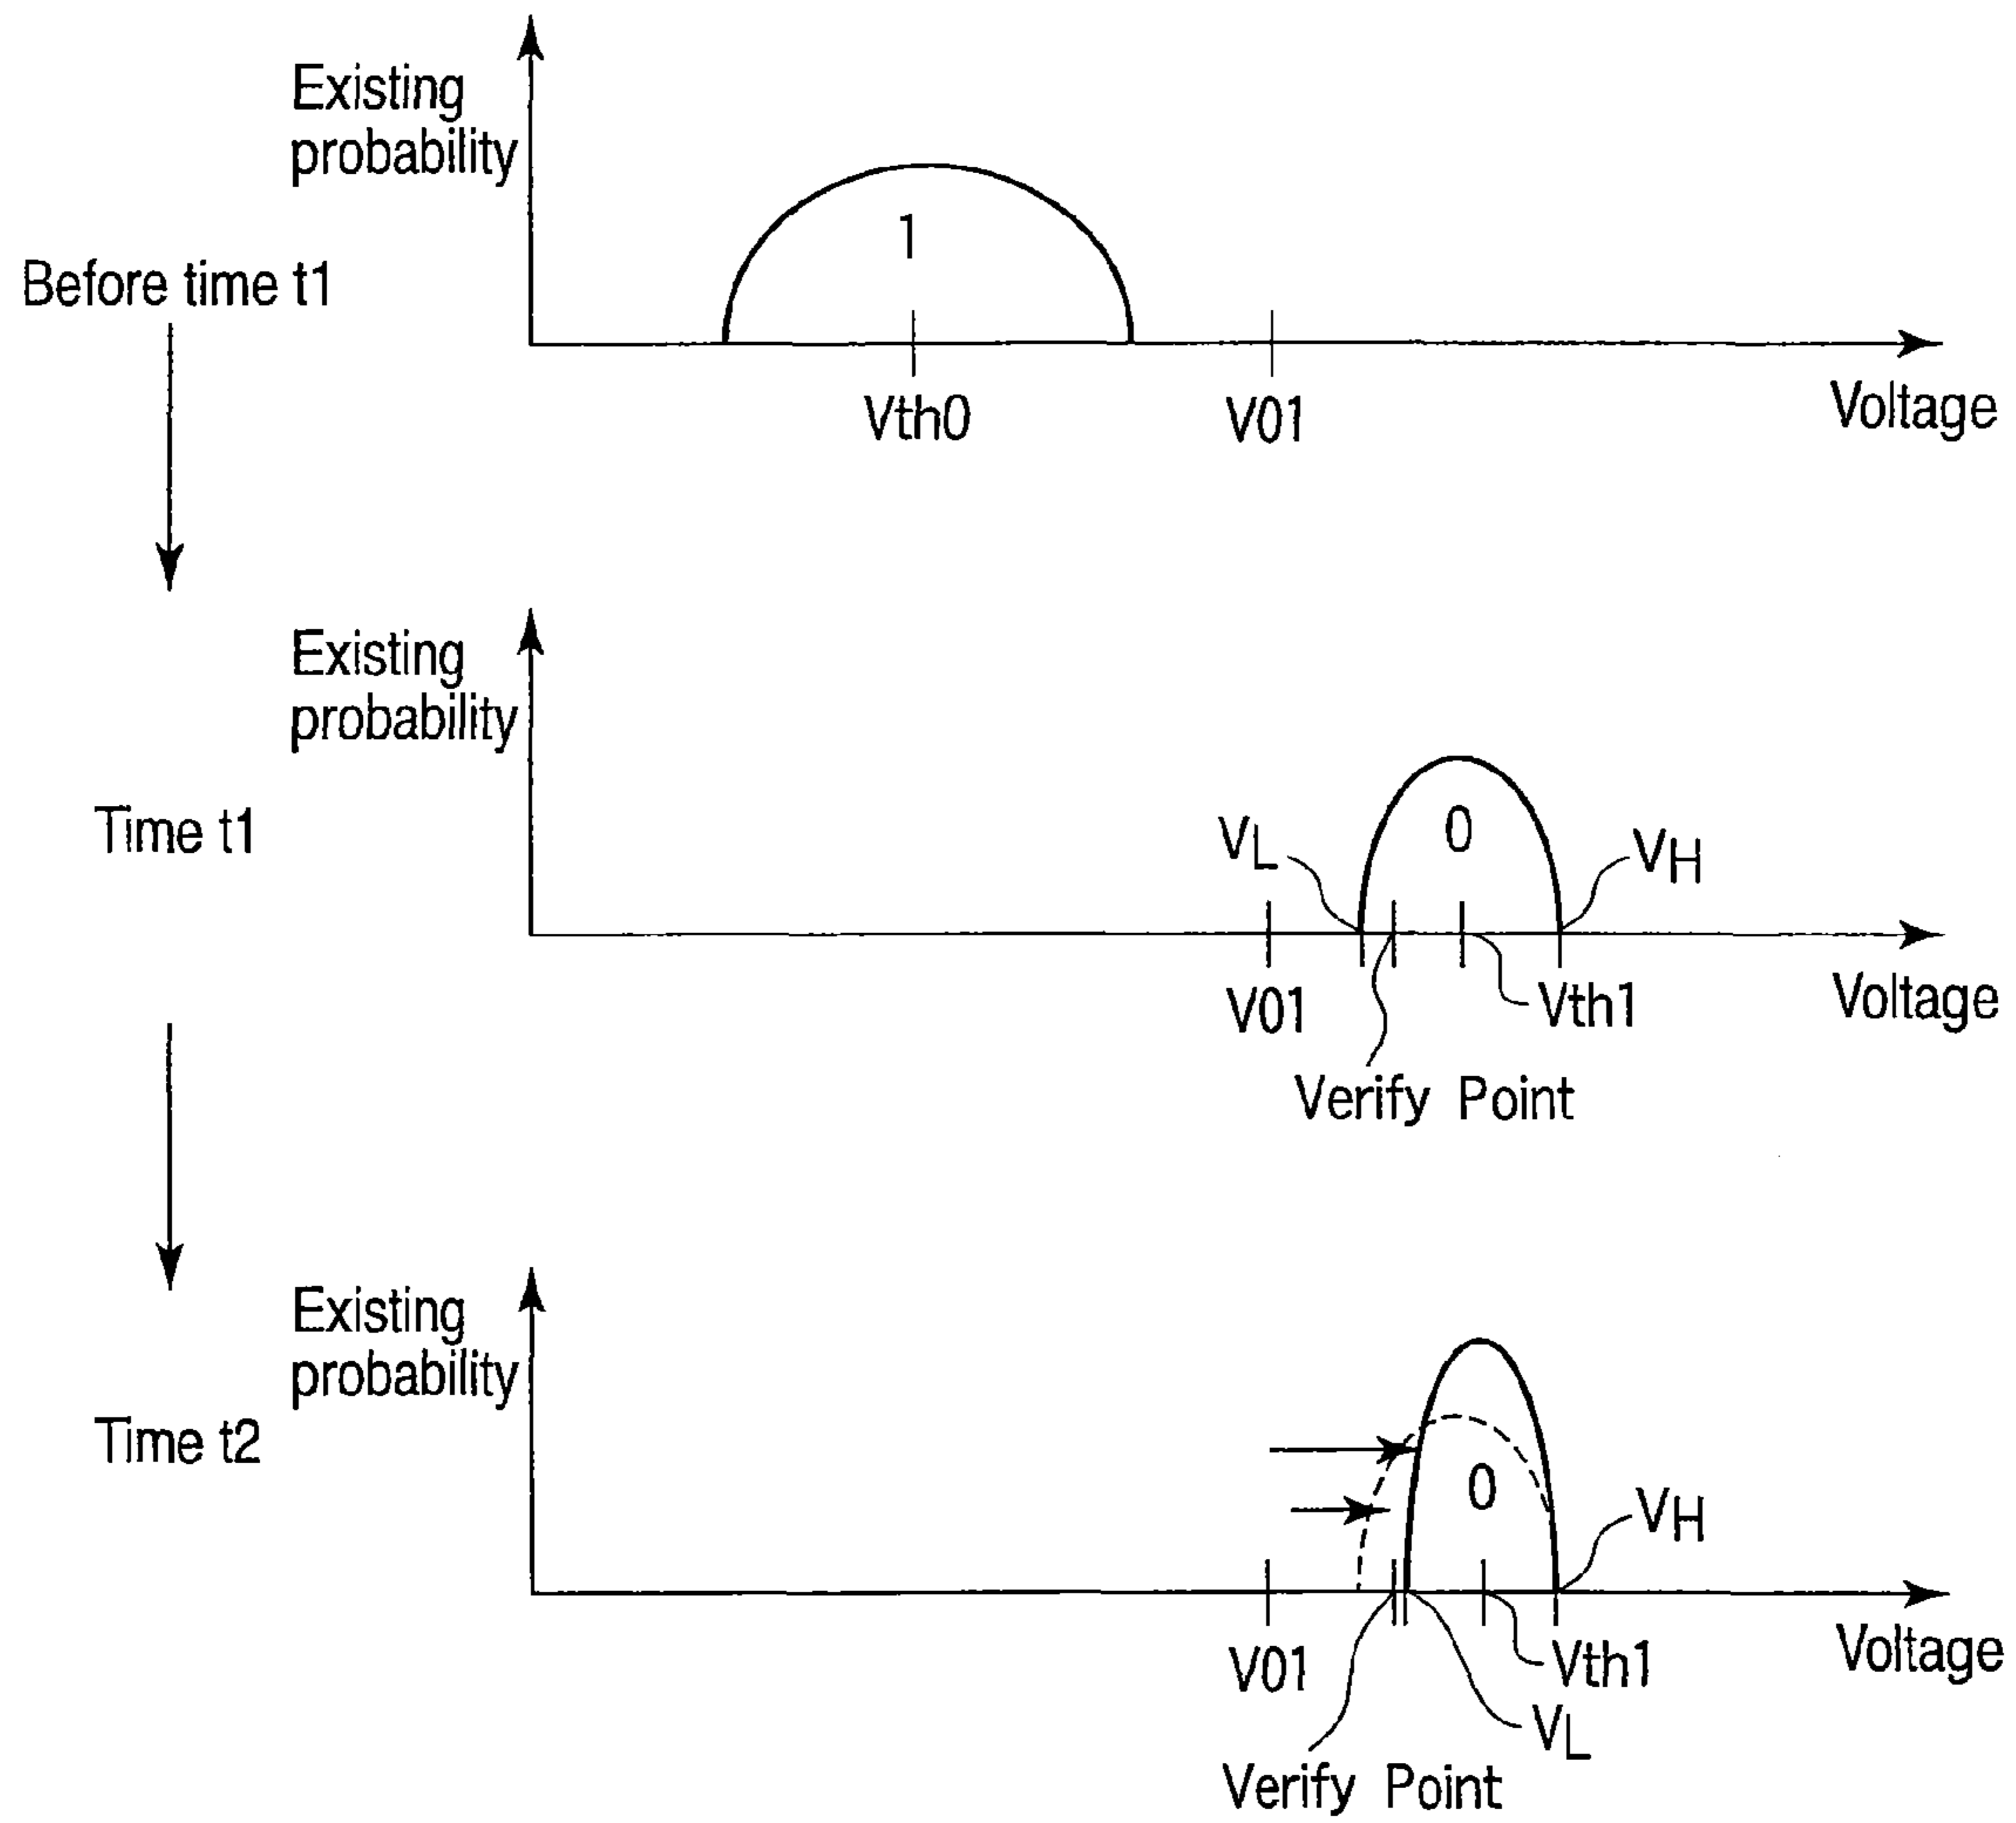 Existing
probability
1
Before time t1
Vth0
V01
Voltage
Existing
probability
Time t1
VL
0
VH
V01
Vth1
Voltage
Verify Point
Existing
probability
Time t2
0
VH
V01
Vth1
Voltage
VL
Verify Point